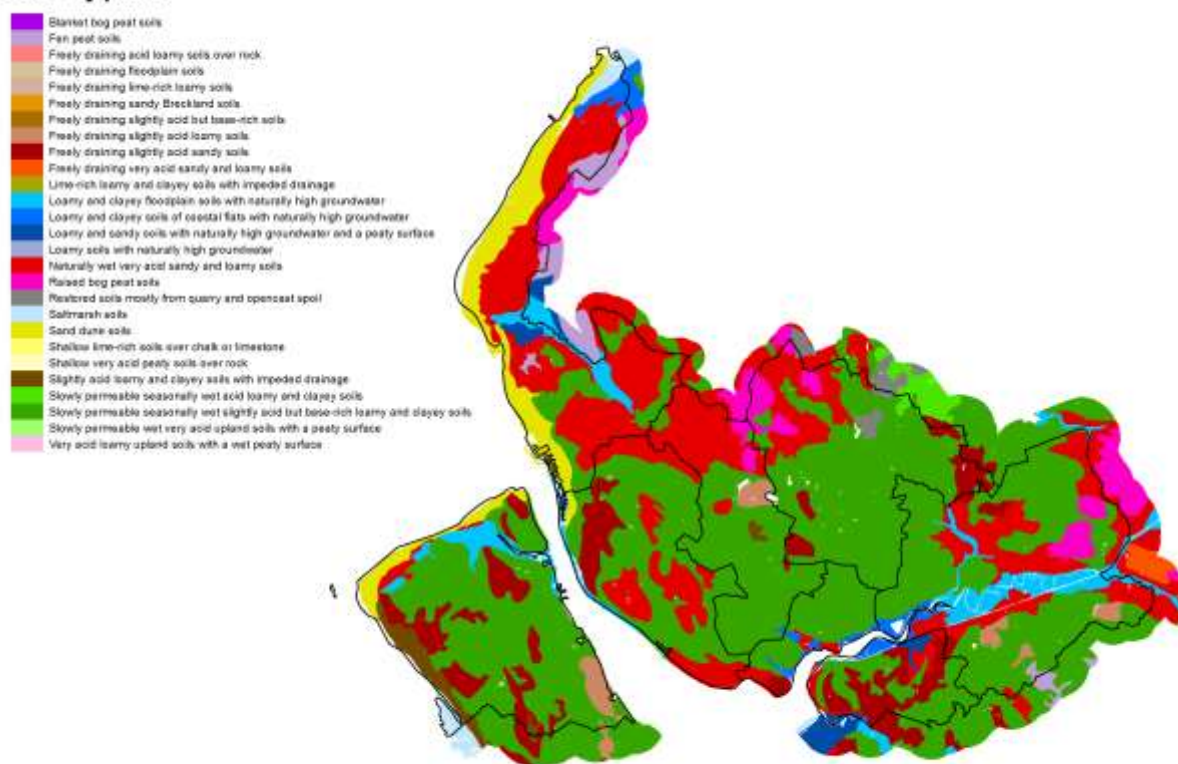 Blanket bog peat soils
Fen peat soils
Freely draining acid loamy soils over rock
Freely draining floodplain soils
Freely draining lime-rich loamy soils
Freely draining sandy Breckland soils
Freely draining slightly acid but base-rich soils
Freely draining slightly acid loamy soils
Freely draining slightly acid sandy soils
Freely draining very acid sandy and loamy soils
Lime-rich loamy and clayey soils with impeded drainage
Loamy and clayey floodplain soils with naturally high groundwater
Loamy and clayey soils of coastal flats with naturally high groundwater
Loamy and sandy soils with naturally high groundwater and a peaty surface
Loamy soils with naturally high groundwater
Naturally wet very acid sandy and loamy soils
Raised bog peat soils
Restored soils mostly from quarry and opencast spoil
Saltmarsh soils
Sand dune soils
Shallow lime-rich soils over chalk or limestone
Shallow very acid peaty soils over rock
Slightly acid loamy and clayey soils with impeded drainage
Slowly permeable seasonally wet acid loamy and clayey soils
Slowly permeable seasonally wet slightly acid but base-rich loamy and clayey soils
Slowly permeable wet very acid upland soils with a peaty surface
Very acid loamy upland soils with a wet peaty surface